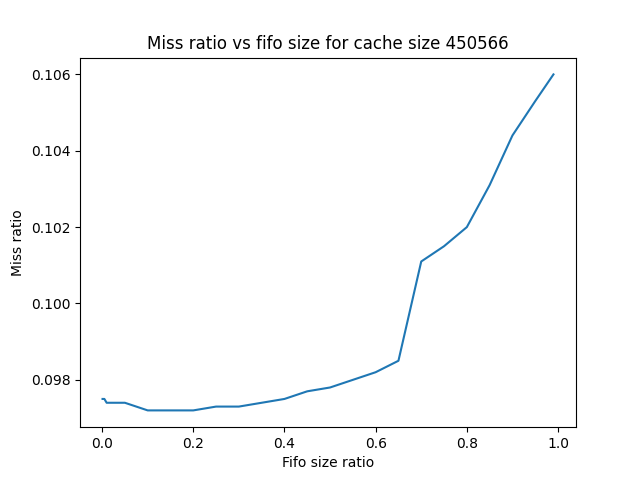 Miss ratio vs fifo size for cache size 450566
0.106
0.104
0.102
0.100
0.098
Miss ratio
0.0 0.2 0.4 0.6 0.8 1.0
Fifo size ratio